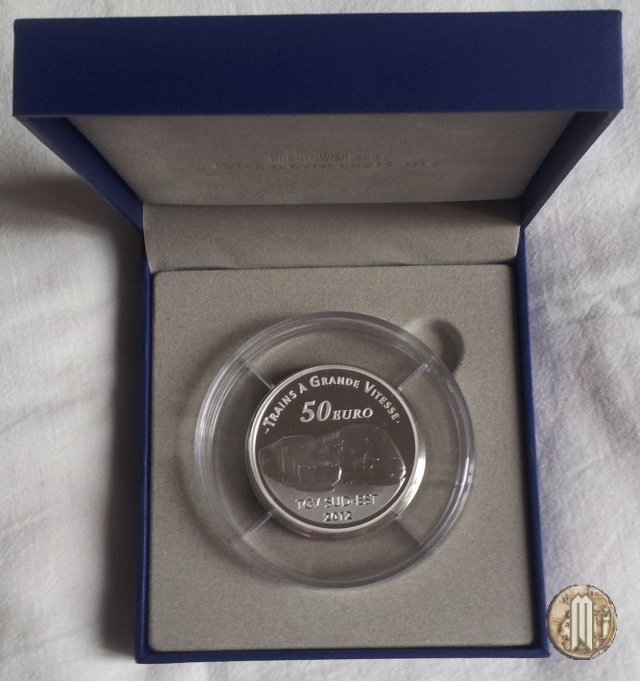 - TRAINS À GRANDE VITESSE -
50 EURO
TGV SUD-EST
2012